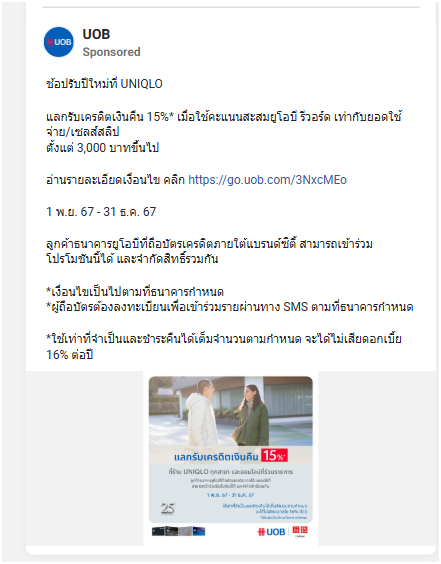 UOB
UOB
Sponsored
ช้อปรับปีใหม่ที่ UNIQLO
แลกรับเครดิตเงินคืน 15%* เมื่อใช้คะแนนสะสมยูโอบี รีวอร์ด เท่ากับยอดใช้
จ่าย/เซลส์สลิป
ตั้งแต่ 3,000 บาทขึ้นไป
อ่านรายละเอียดเงื่อนไข คลิก https://go.uob.com/3NxcMEo
1 พ.ย. 67 - 31 ธ.ค. 67
ลูกค้าธนาคารยูโอบีที่ถือบัตรเครดิตภายใต้แบรนด์ซิตี้ สามารถเข้าร่วม
โปรโมชันนี้ได้ และจำกัดสิทธิ์รวมกัน
*เงื่อนไขเป็นไปตามที่ธนาคารกำหนด
*ผู้ถือบัตรต้องลงทะเบียนเพื่อเข้าร่วมรายผ่านทาง SMS ตามที่ธนาคารกำหนด
*ใช้เท่าที่จำเป็นและชำระคืนได้เต็มจำนวนตามกำหนด จะได้ไม่เสียดอกเบี้ย
16% ต่อปี
แลกรับเครดิตเงินคืน 15%*
ที่ร้าน UNIQLO ทุกสาขา และออนไลน์ที่ร่วมรายการ
1 พ.ย. 67 - 31 ธ.ค. 67
25
UOB